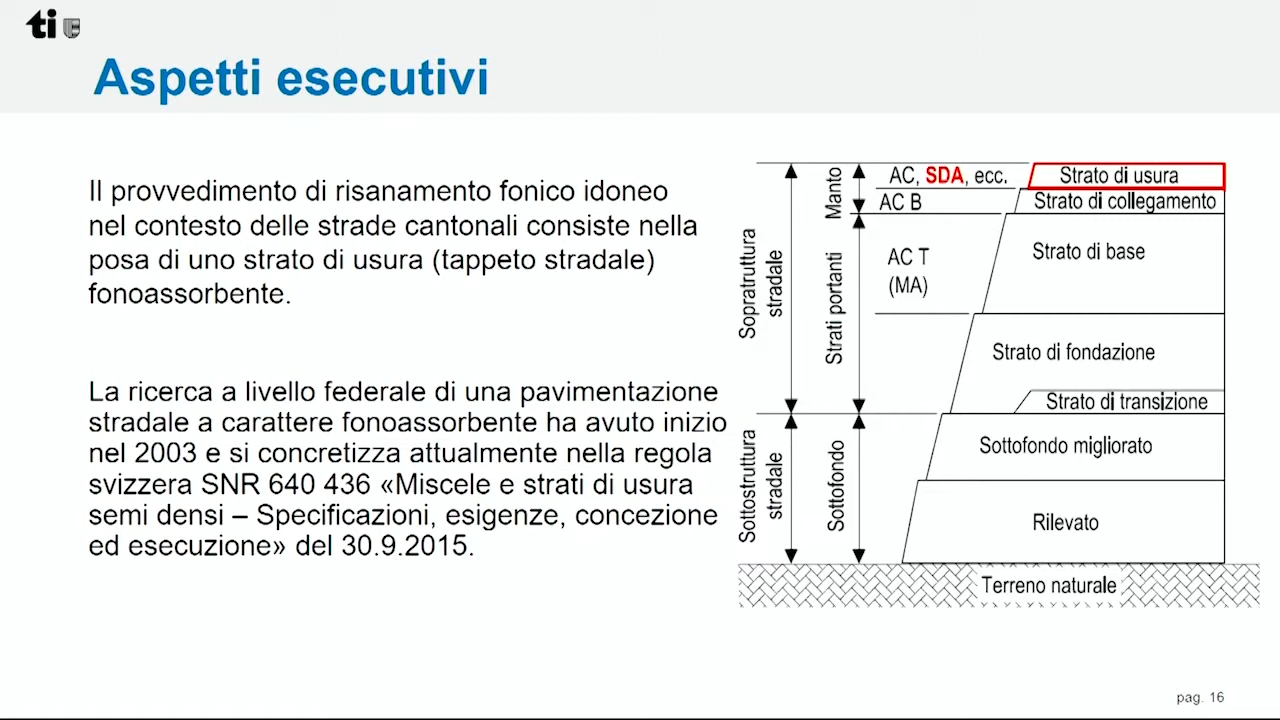 ti
Aspetti esecutivi
Il provvedimento di risanamento fonico idoneo
nel contesto delle strade cantonali consiste nella
posa di uno strato di usura (tappeto stradale)
fonoassorbente.
La ricerca a livello federale di una pavimentazione
stradale a carattere fonoassorbente ha avuto inizio
nel 2003 e si concretizza attualmente nella regola
svizzera SNR 640 436 «Miscele e strati di usura
semi densi – Specificazioni, esigenze, concezione
ed esecuzione» del 30.9.2015.
Sopratruttura
stradale
Sottostruttura
stradale
Manto
Strati portanti
Sottofondo
AC, SDA, ecc.
AC B
AC T
(MA)
Strato di usura
Strato di collegamento
Strato di base
Strato di fondazione
Strato di transizione
Sottofondo migliorato
Rilevato
Terreno naturale
pag. 16